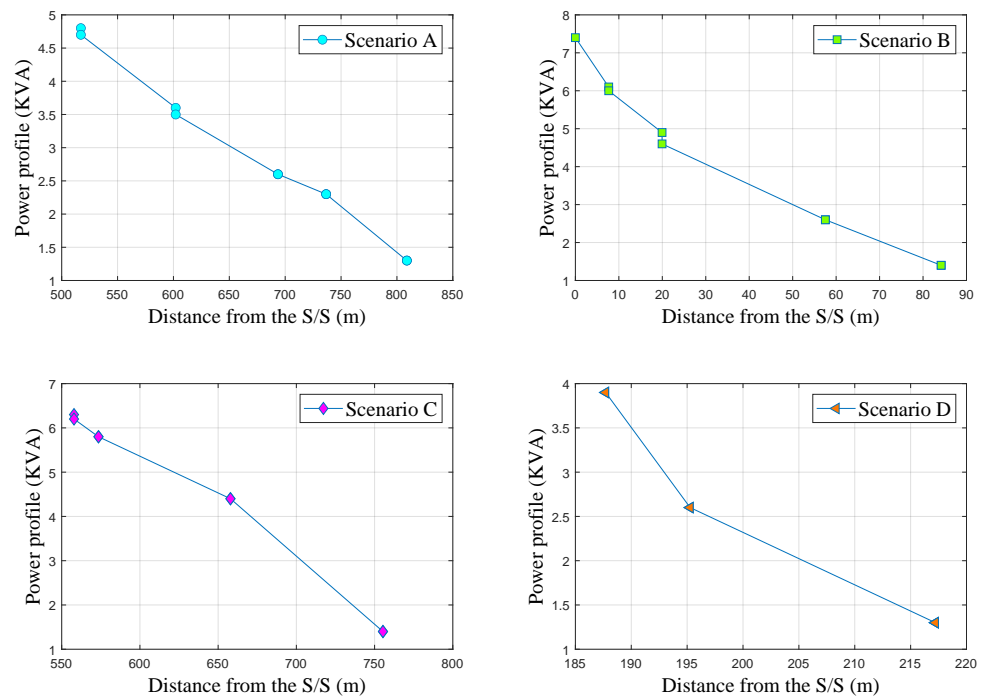 Scenario A
Power profile (KVA)
5
4.5
4
3.5
3
2.5
2
1.5
1
500 550 600 650 700 750 800 850
Distance from the S/S (m)
Scenario B
Power profile (KVA)
8
7
6
5
4
3
2
1
0 10 20 30 40 50 60 70 80 90
Distance from the S/S (m)
Scenario C
Power profile (KVA)
7
6
5
4
3
2
1
550 600 650 700 750 800
Distance from the S/S (m)
Scenario D
Power profile (KVA)
4
3.5
3
2.5
2
1.5
1
185 190 195 200 205 210 215 220
Distance from the S/S (m)